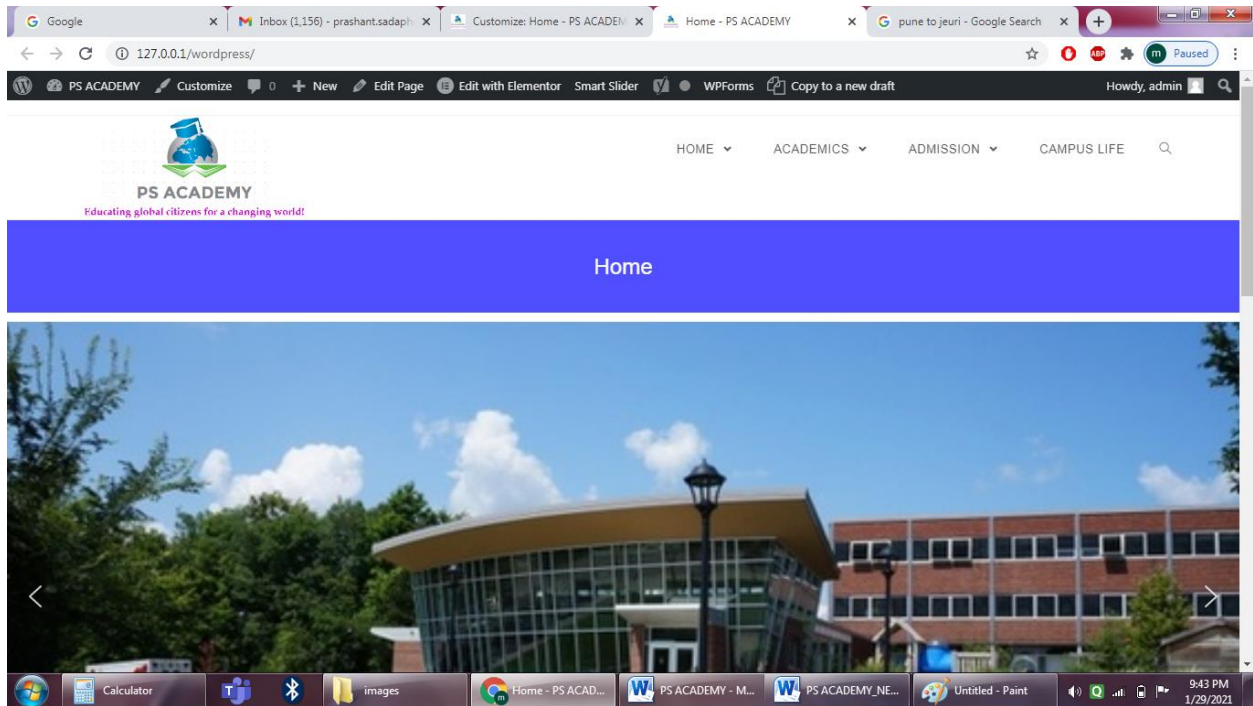 Google
Inbox (1,156) - prashant.sadaph
Customize: Home - PS ACADEM
Home - PS ACADEMY
pune to jeuri - Google Search
127.0.0.1/wordpress/
ABP
m Paused
PS ACADEMY Customize 0 New Edit Page Edit with Elementor Smart Slider WPForms Copy to a new draft Howdy, admin
HOME ACADEMICS ADMISSION CAMPUS LIFE
PS ACADEMY
Educating global citizens for a changing world!
Home
Calculator
images
Home - PS ACAD...
PS ACADEMY - M...
PS ACADEMY_NE...
Untitled - Paint
9:43 PM
1/29/2021